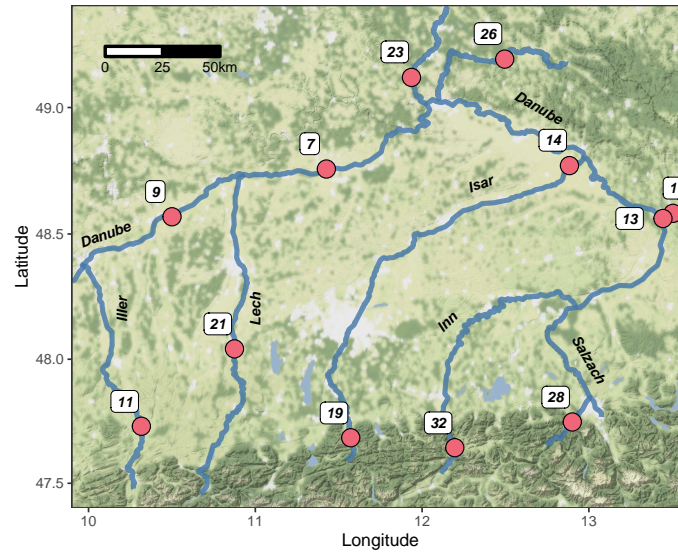 26
23
0 25 50km
49.0
Danube
7
14
Isar
9
1
13
48.5
Danube
Latitude
Iller
Lech
Inn
21
Salzach
48.0
11
28
19
32
47.5
10 11 12 13
Longitude